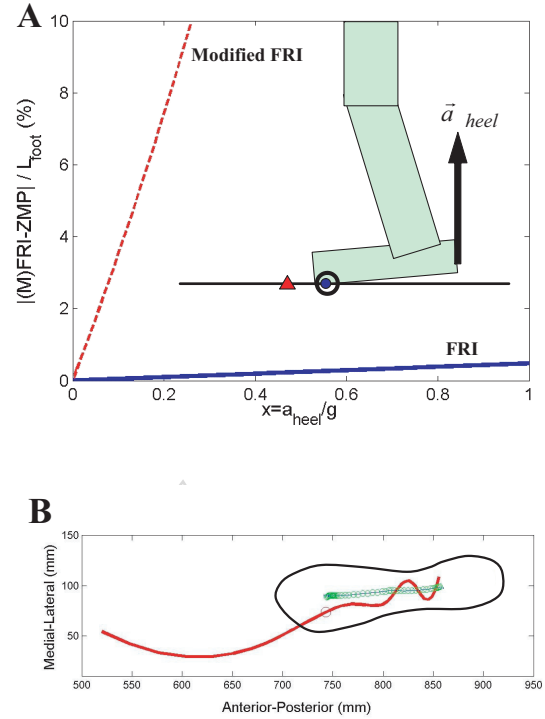 A
|(M)FRI-ZMP| / L_foot (%)
10
8
6
4
2
0
Modified FRI
a⃗ heel
FRI
0 0.2 0.4 0.6 0.8 1
x=a_heel/g
B
Medial-Lateral (mm)
150
100
50
500 550 600 650 700 750 800 850 900 950
Anterior-Posterior (mm)